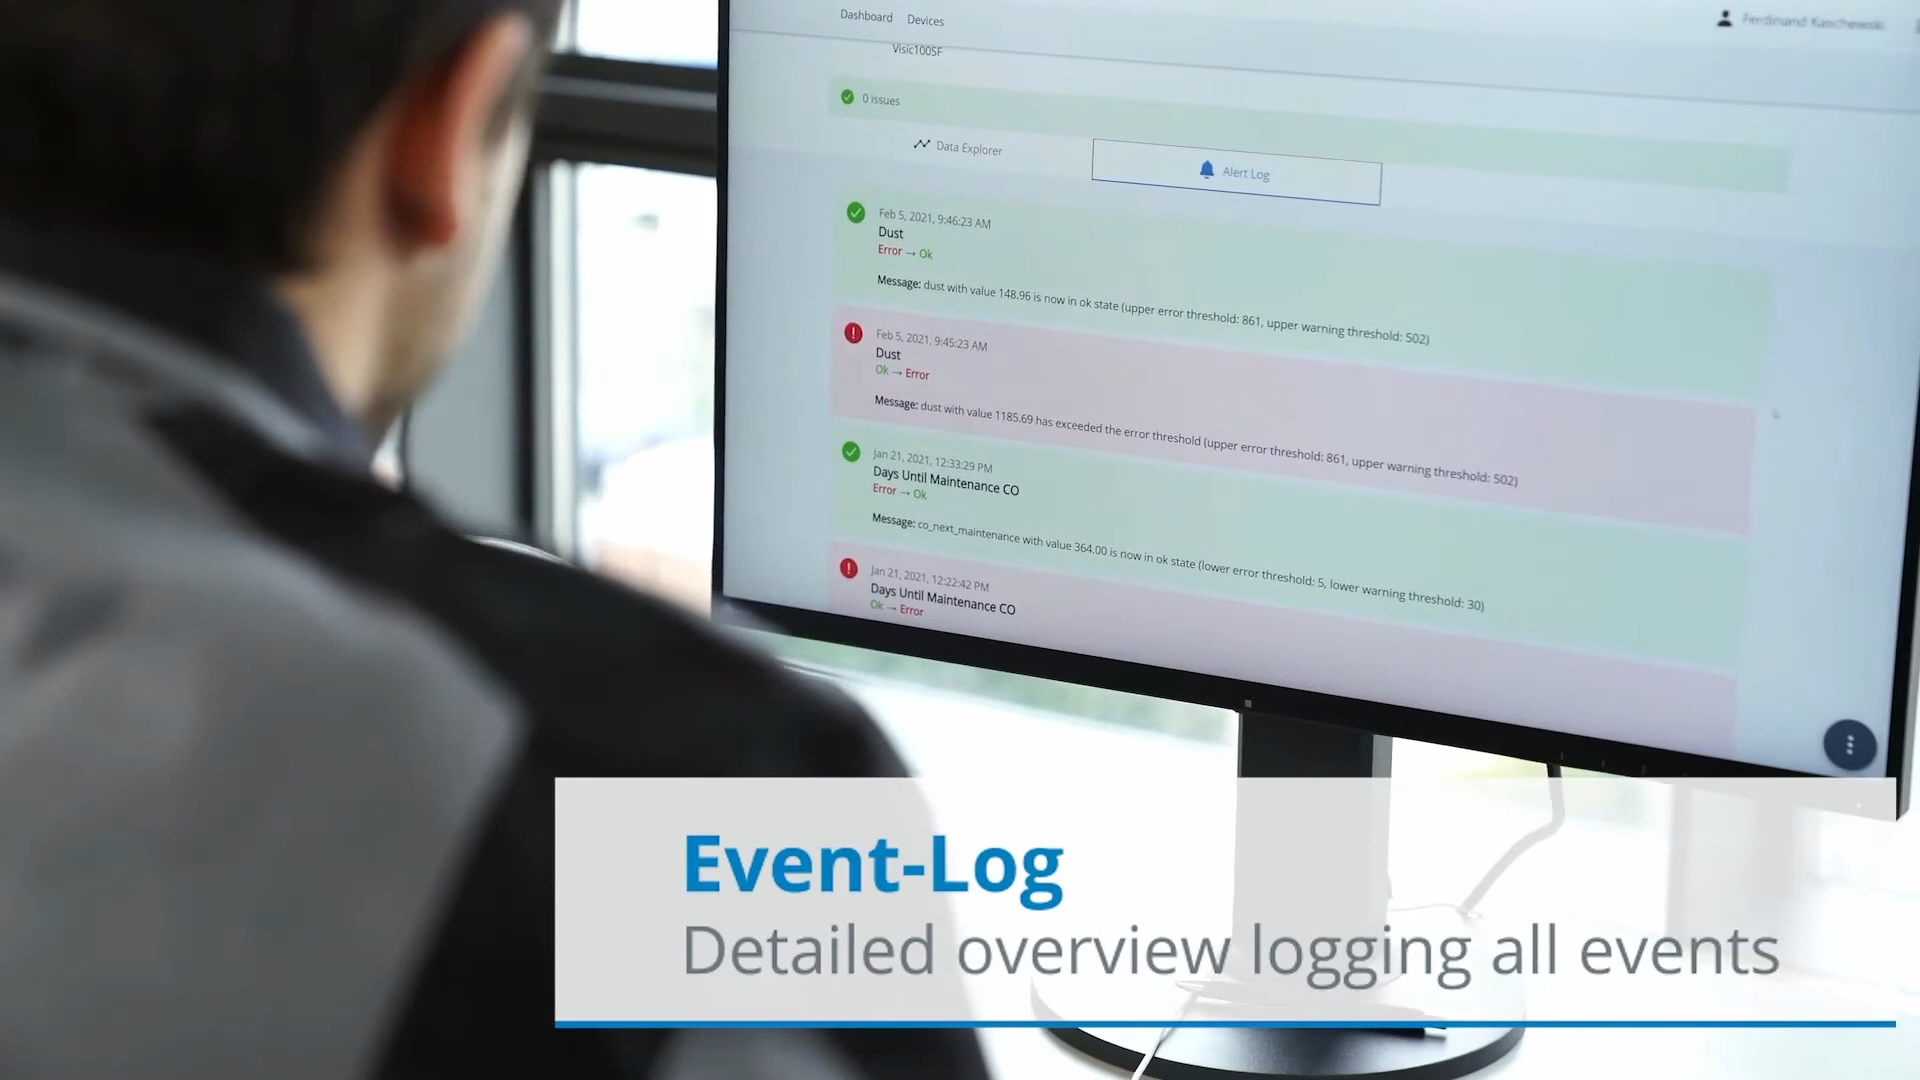 Dashboard Devices
Visic100SF
0 issues
Data Explorer
Alert Log
Feb 5, 2021, 9:46:23 AM
Dust
Error → Ok
Message: dust with value 148.96 is now in ok state (upper error threshold: 861, upper warning threshold: 502)
Feb 5, 2021, 9:45:23 AM
Dust
Ok → Error
Message: dust with value 1185.69 has exceeded the error threshold (upper error threshold: 861, upper warning threshold: 502)
Jan 21, 2021, 12:33:29 PM
Days Until Maintenance CO
Error → Ok
Message: co_next_maintenance with value 364.00 is now in ok state (lower error threshold: 5, lower warning threshold: 30)
Jan 21, 2021, 12:22:42 PM
Days Until Maintenance CO
Ok → Error
Event-Log
Detailed overview logging all events